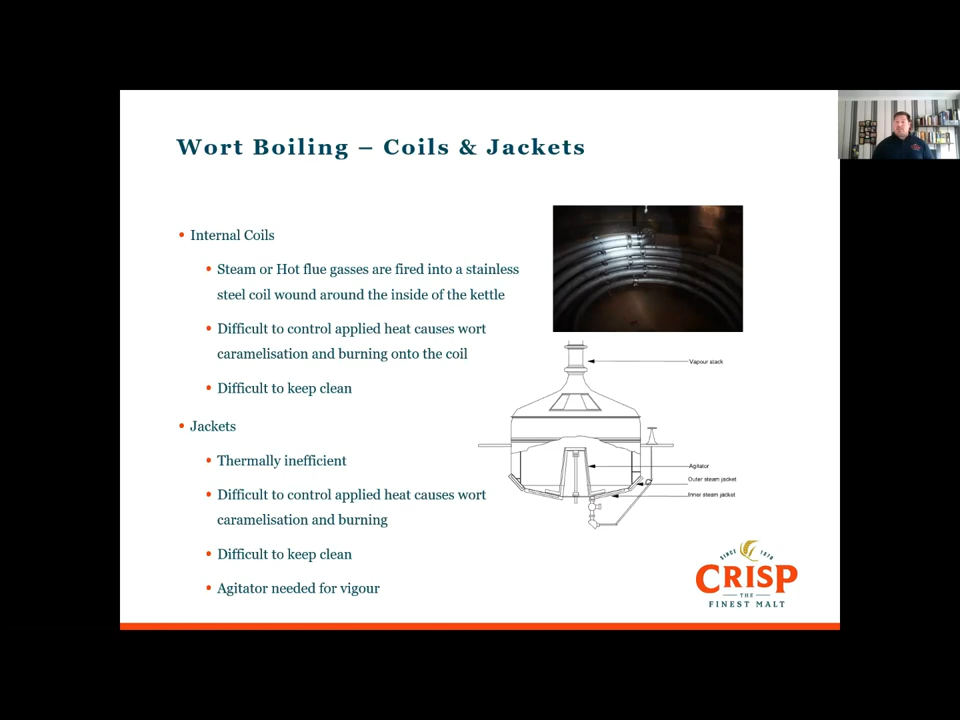 Wort Boiling – Coils & Jackets
• Internal Coils
• Steam or Hot flue gasses are fired into a stainless
steel coil wound around the inside of the kettle
• Difficult to control applied heat causes wort
caramelisation and burning onto the coil
• Difficult to keep clean
• Jackets
• Thermally inefficient
• Difficult to control applied heat causes wort
caramelisation and burning
• Difficult to keep clean
• Agitator needed for vigour
Vapour stack
Agitator
Outer steam jacket
Inner steam jacket
SINCE 1870
CRISP
THE
FINEST MALT